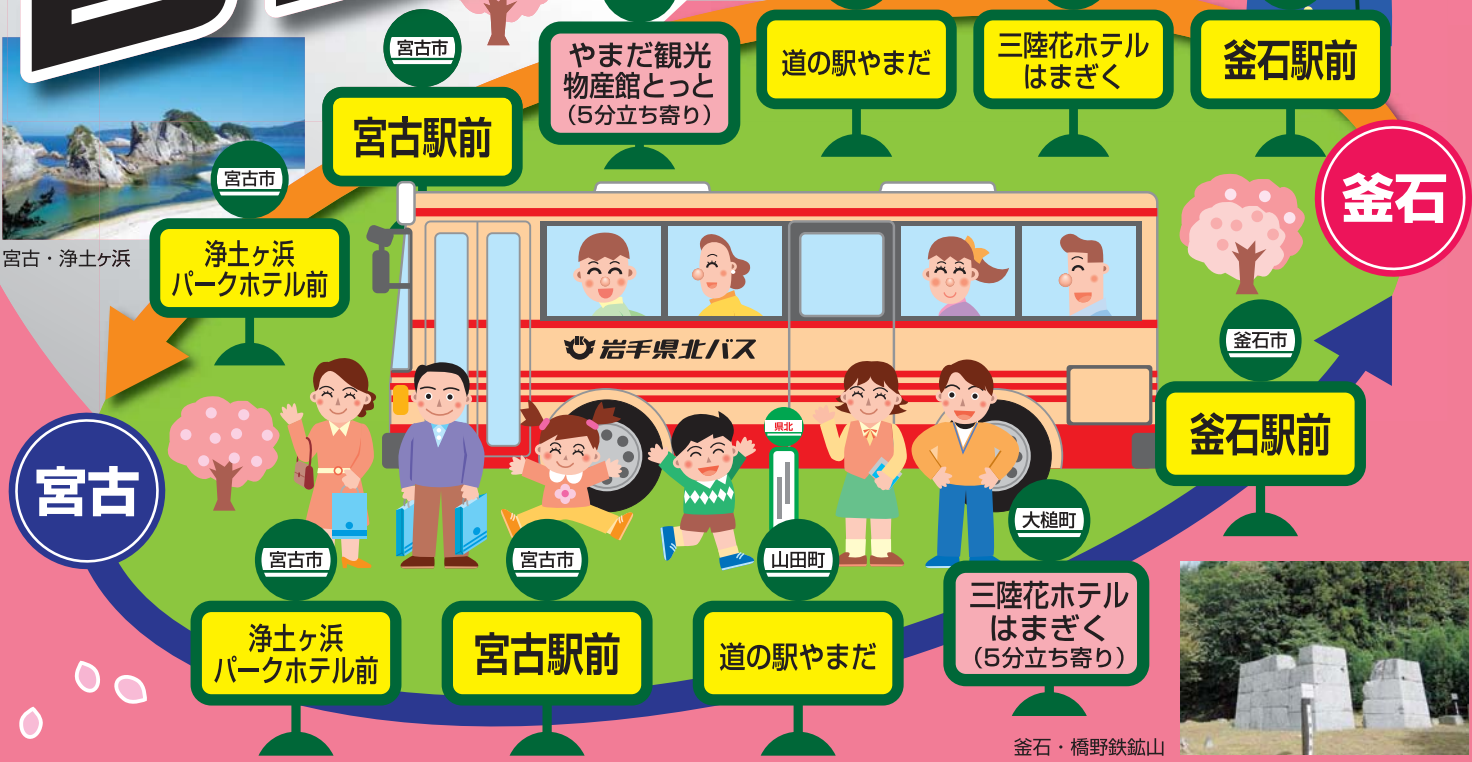 宮古市
やまだ観光
物産館とっと
（5分立ち寄り）
道の駅やまだ
三陸花ホテル
はまぎく
釜石駅前
宮古駅前
宮古市
浄土ヶ浜
パークホテル前
宮古・浄土ヶ浜
釜石
釜石市
釜石駅前
岩手県北バス
県北
宮古
宮古市
浄土ヶ浜
パークホテル前
宮古市
宮古駅前
山田町
道の駅やまだ
大槌町
三陸花ホテル
はまぎく
（5分立ち寄り）
釜石・橋野鉄鉱山